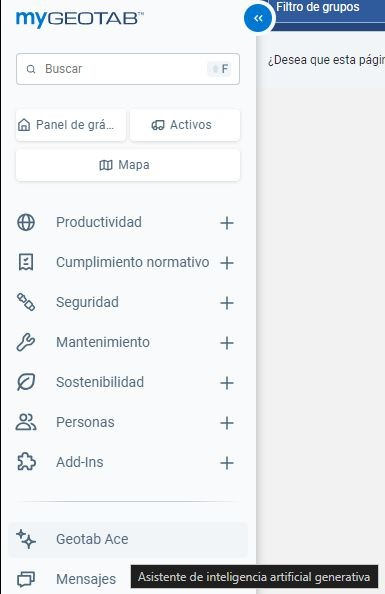 myGEOTAB™
Filtro de grupos
¿Desea que esta págin
Buscar
F
Panel de grá...
Activos
Mapa
Productividad
Cumplimiento normativo
Seguridad
Mantenimiento
Sostenibilidad
Personas
Add-Ins
Geotab Ace
Asistente de inteligencia artificial generativa
Mensajes